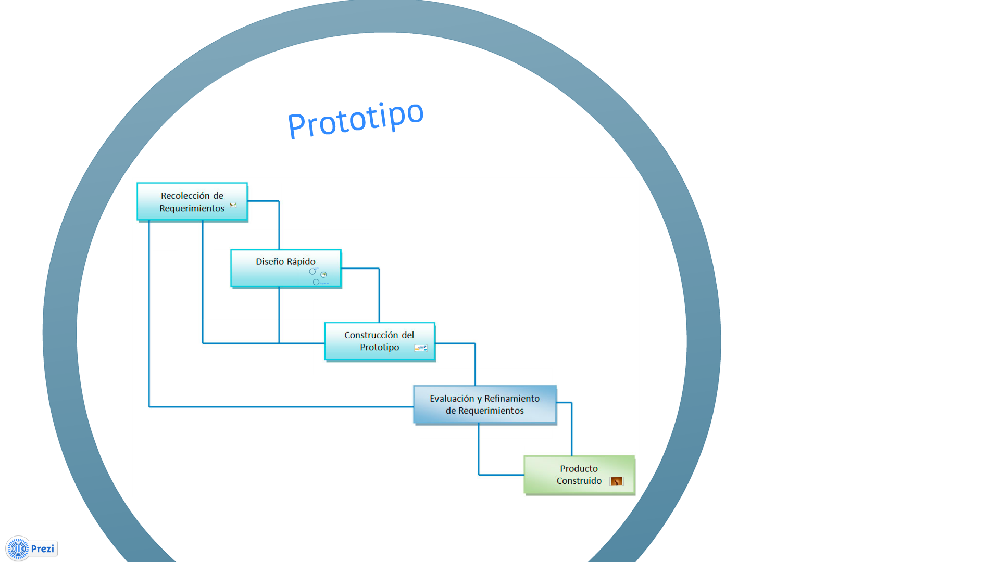 Prototipo
Recolección de
Requerimientos
Diseño Rápido
Construcción del
Prototipo
Evaluación y Refinamiento
de Requerimientos
Producto
Construido
Prezi